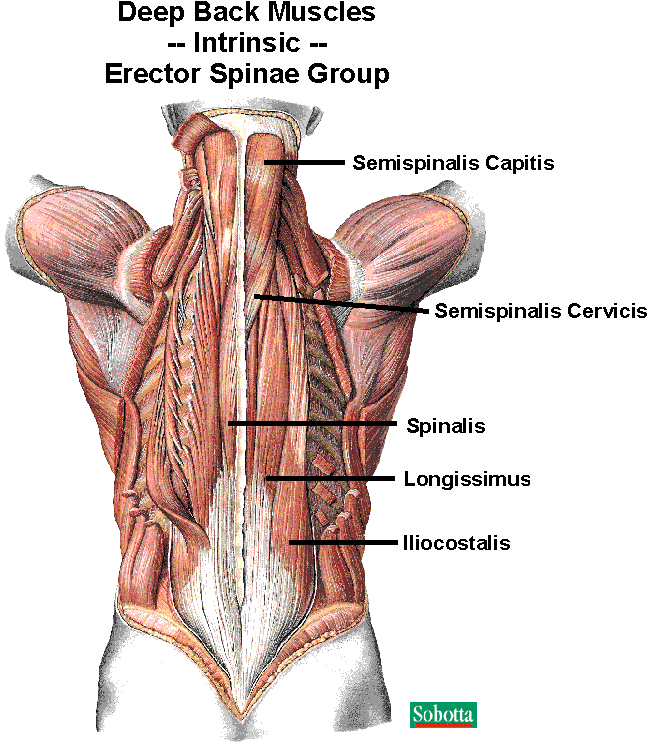 Deep Back Muscles
-- Intrinsic --
Erector Spinae Group
Semispinalis Capitis
Semispinalis Cervicis
Spinalis
Longissimus
Iliocostalis
Sobotta